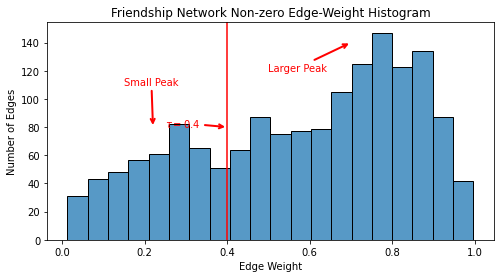 Friendship Network Non-zero Edge-Weight Histogram
140
120
100
80
60
40
20
0
Number of Edges
Small Peak
Larger Peak
τ = 0.4
0.0 0.2 0.4 0.6 0.8 1.0
Edge Weight